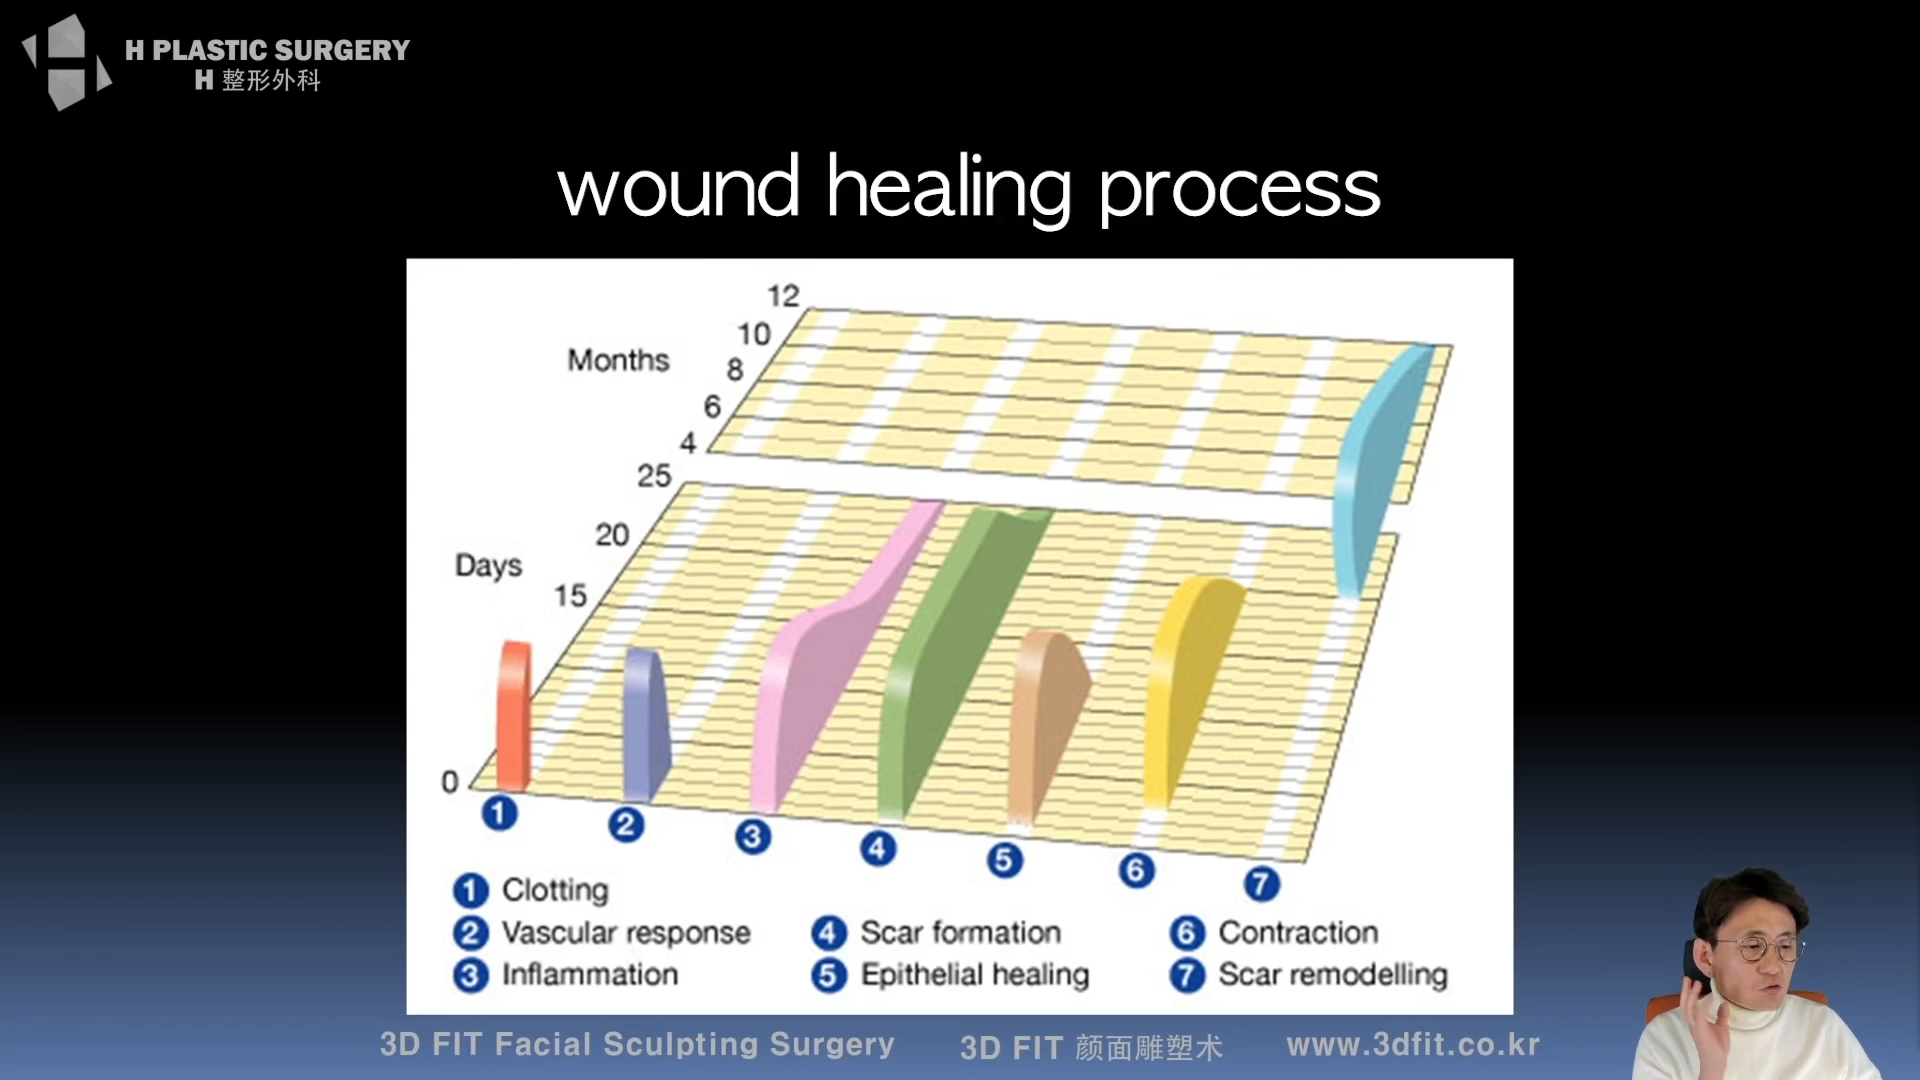 H PLASTIC SURGERY
H 整形外科
wound healing process
12
10
Months
8
6
4
25
20
Days
15
0
1
2
3
4
5
6
7
1 Clotting
2 Vascular response
4 Scar formation
6 Contraction
3 Inflammation
5 Epithelial healing
7 Scar remodelling
3D FIT Facial Sculpting Surgery 3D FIT 颜面雕塑术 www.3dfit.co.kr